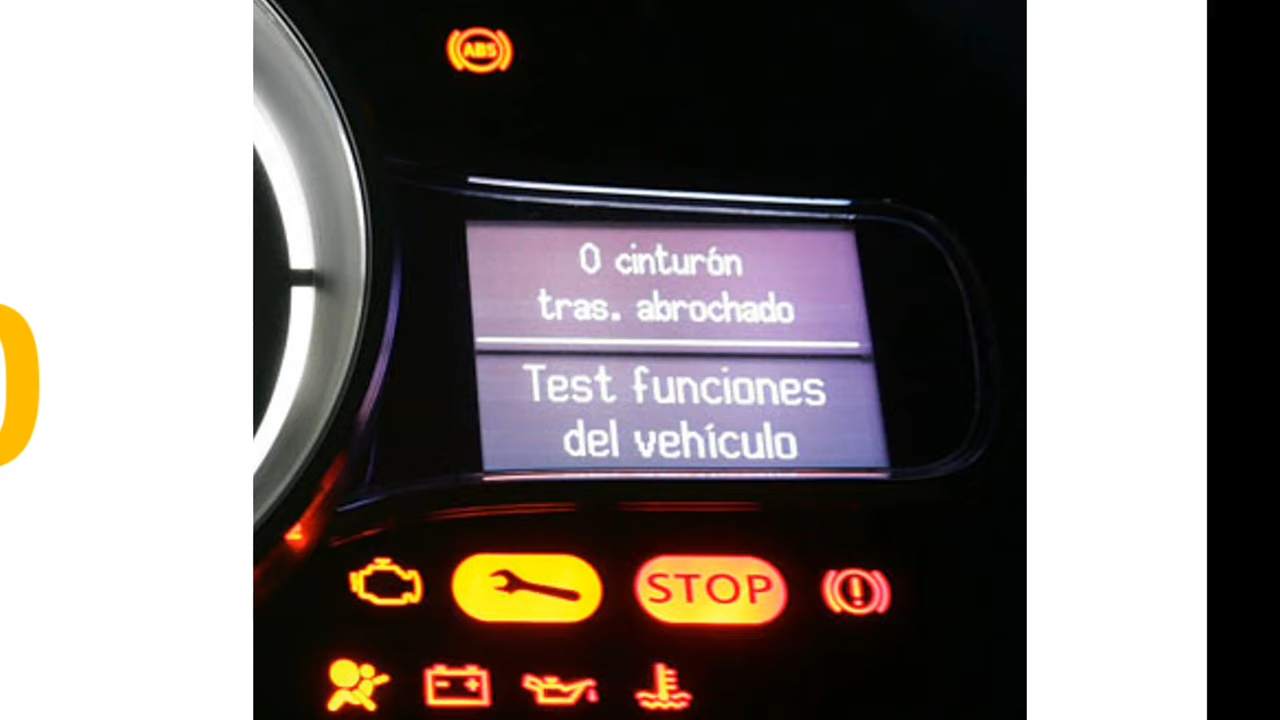 ABS
0 cinturón
tras. abrochado
Test funciones
del vehículo
STOP